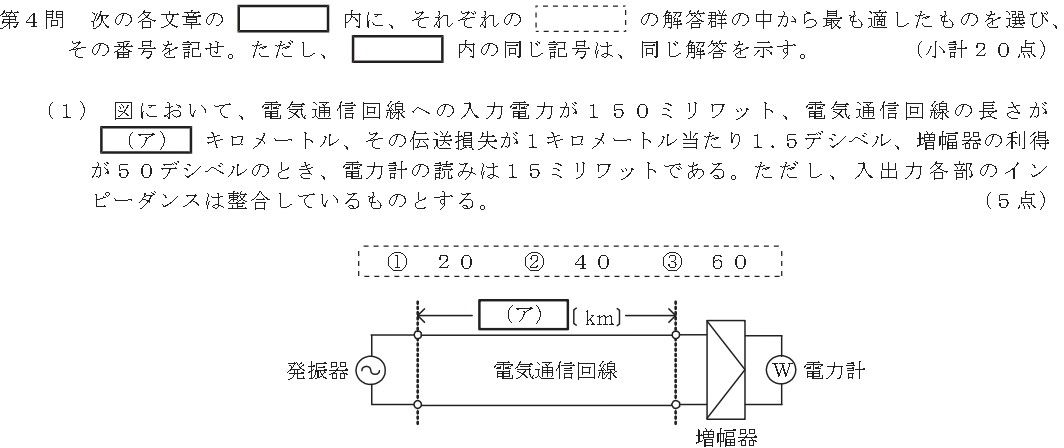 第４問 次の各文章の 内に、それぞれの の解答群の中から最も適したものを選び、
その番号を記せ。ただし、 内の同じ記号は、同じ解答を示す。 （小計２０点）
（１） 図において、電気通信回線への入力電力が１５０ミリワット、電気通信回線の長さが
（ア） キロメートル、その伝送損失が１キロメートル当たり１.５デシベル、増幅器の利得
が５０デシベルのとき、電力計の読みは１５ミリワットである。ただし、入出力各部のイン
ピーダンスは整合しているものとする。 （５点）
① ２０ ② ４０ ③ ６０
（ア）〔km〕
発振器 電気通信回線 W 電力計
増幅器